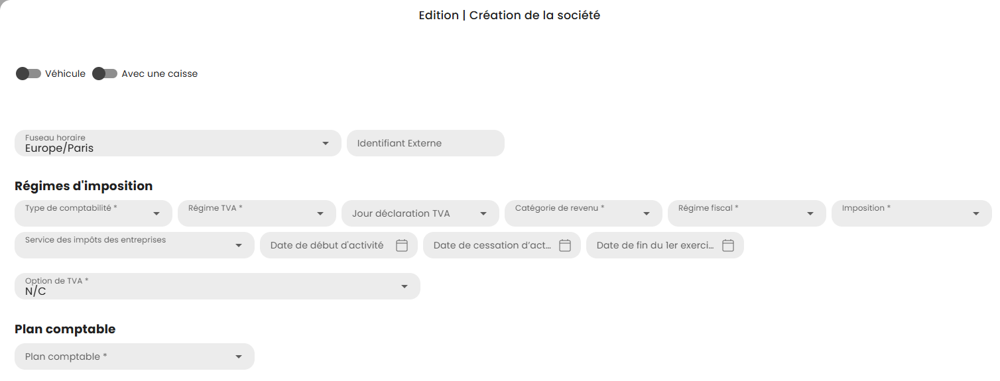 Edition | Création de la société
Véhicule Avec une caisse
Fuseau horaire
Europe/Paris
Identifiant Externe
Régimes d'imposition
Type de comptabilité * Régime TVA * Jour déclaration TVA Catégorie de revenu * Régime fiscal * Imposition *
Service des impôts des entreprises Date de début d'activité Date de cessation d’act… Date de fin du 1er exerci…
Option de TVA *
N/C
Plan comptable
Plan comptable *